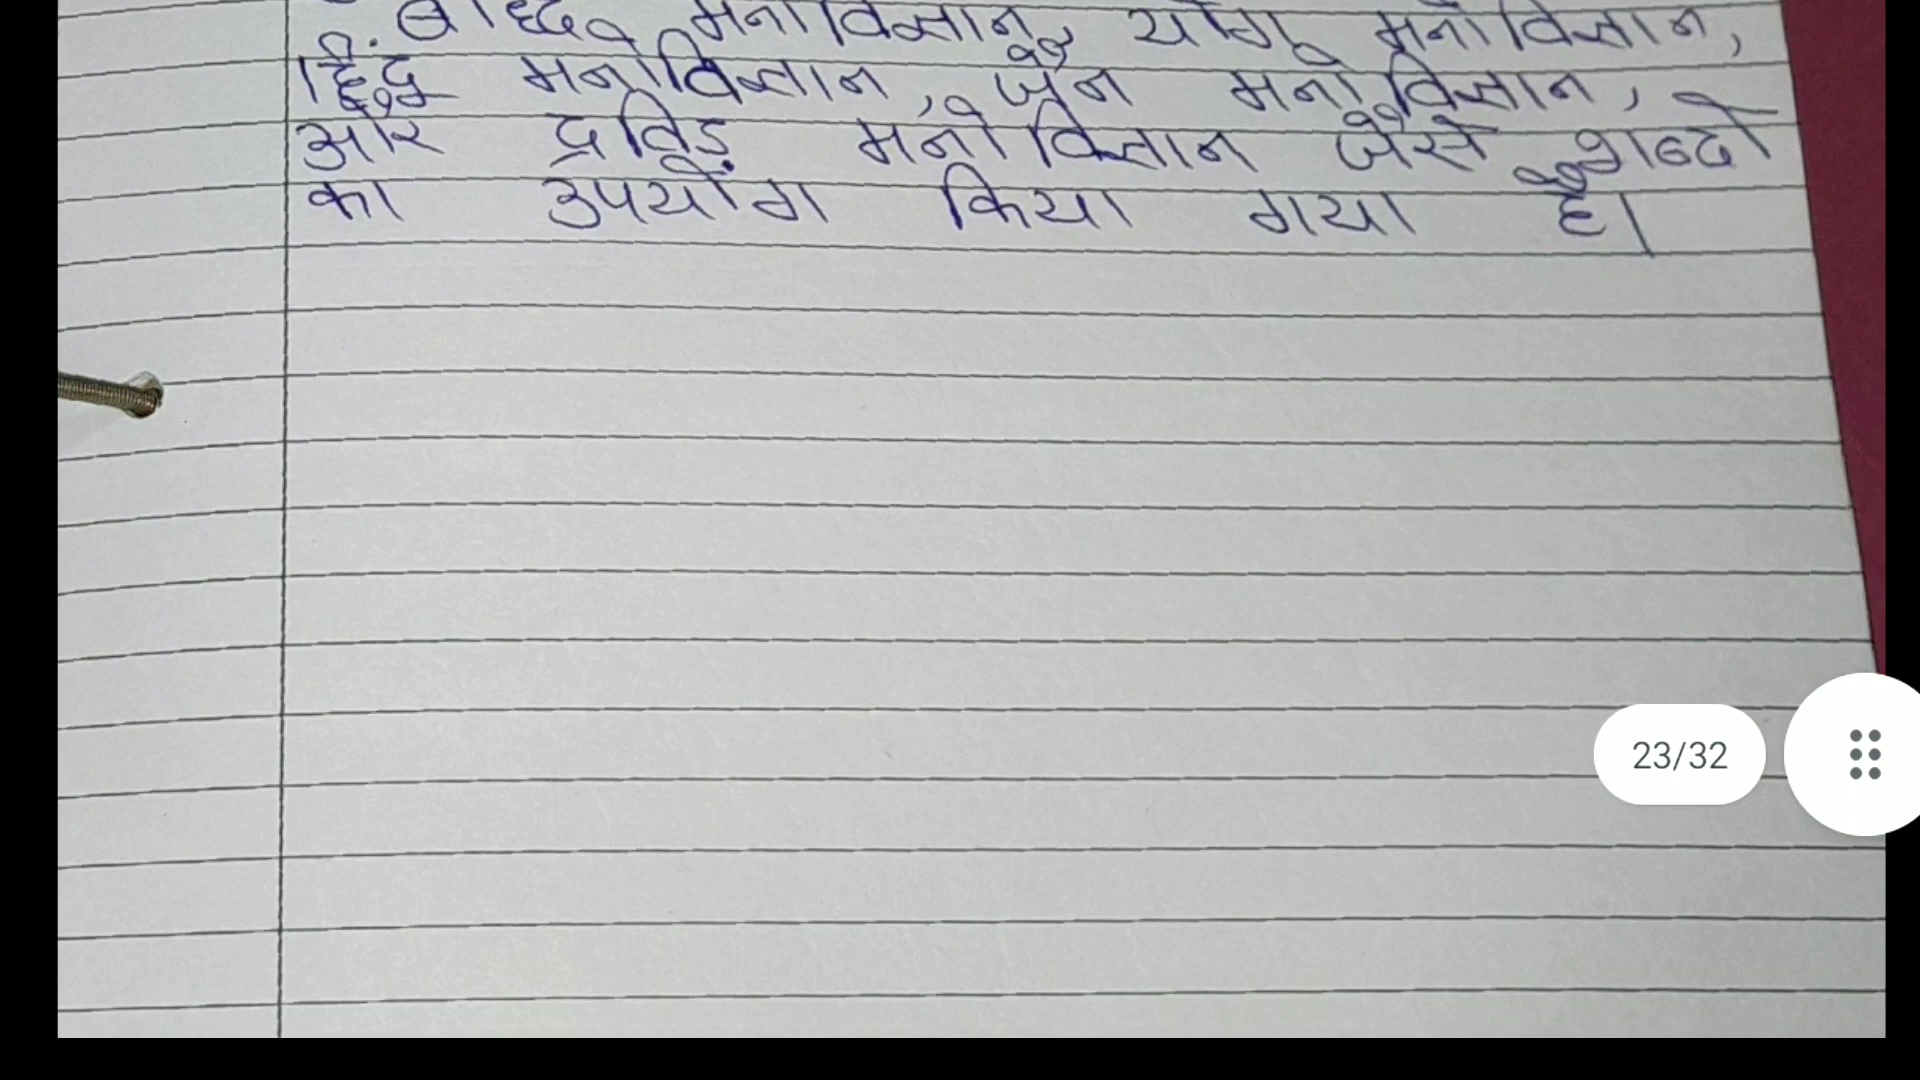 बौद्ध मनोविज्ञान, योग मनोविज्ञान,
हिंदु मनोविज्ञान, जैन मनोविज्ञान,
और द्रविड़ मनोविज्ञान जैसे शब्दो
का उपयोग किया गया है।
23/32